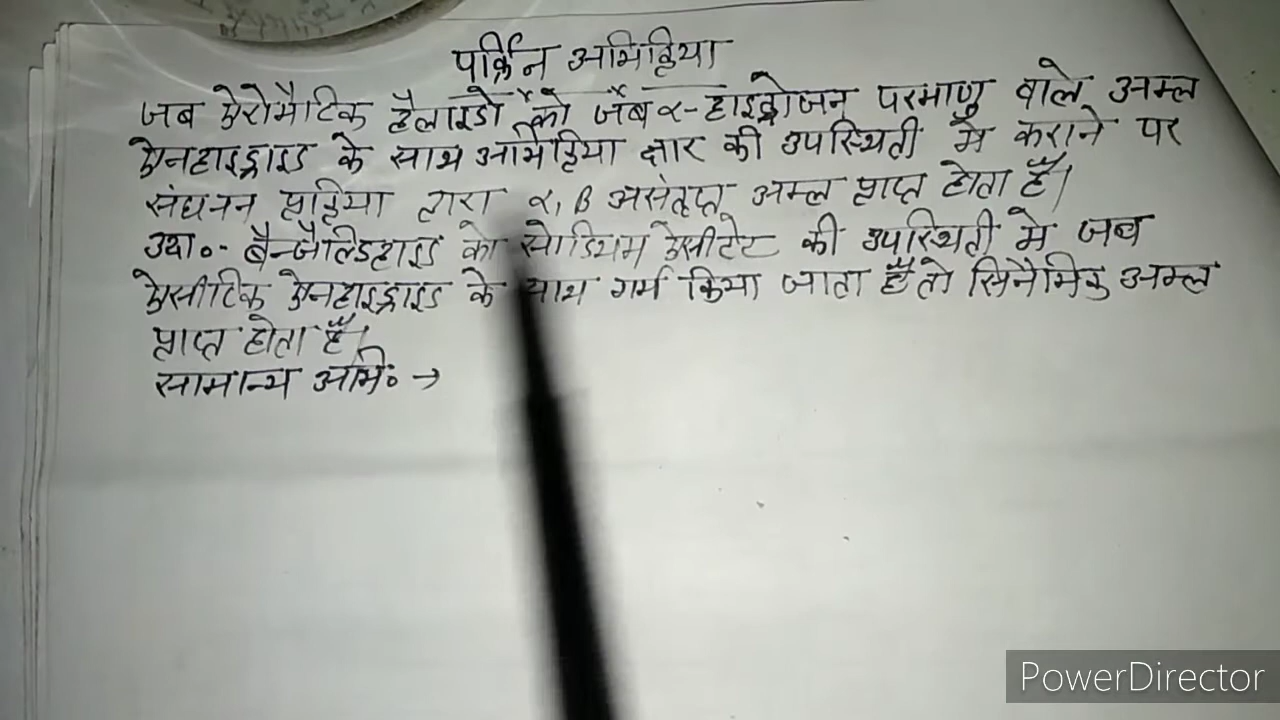 पर्किन अभिक्रिया
जब ऐरोमैटिक हैलाइडो को जब α-हाइड्रोजन परमाणु वाले अम्ल
ऐनहाइड्राइड के साथ अभिक्रिया क्षार की उपस्थिती में कराने पर
संघनन प्रक्रिया द्वारा α, β असंतृप्त अम्ल प्राप्त होता है।
उदा०- बैन्जैल्डिहाइड को सोडियम ऐसीटेट की उपस्थिती मे जब
ऐसीटिक ऐनहाइड्राइड के साथ गर्म किया जाता है तो सिनैमिक अम्ल
प्राप्त होता है।
सामान्य अभि० →
PowerDirector